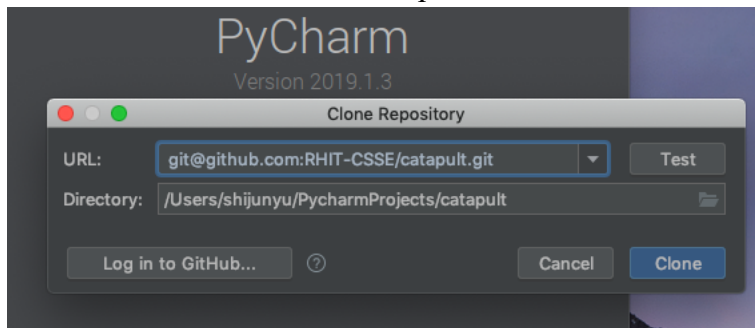 PyCharm
Version 2019.1.3
Clone Repository
URL: git@github.com:RHIT-CSSE/catapult.git Test
Directory: /Users/shijunyu/PycharmProjects/catapult
Log in to GitHub... ? Cancel Clone